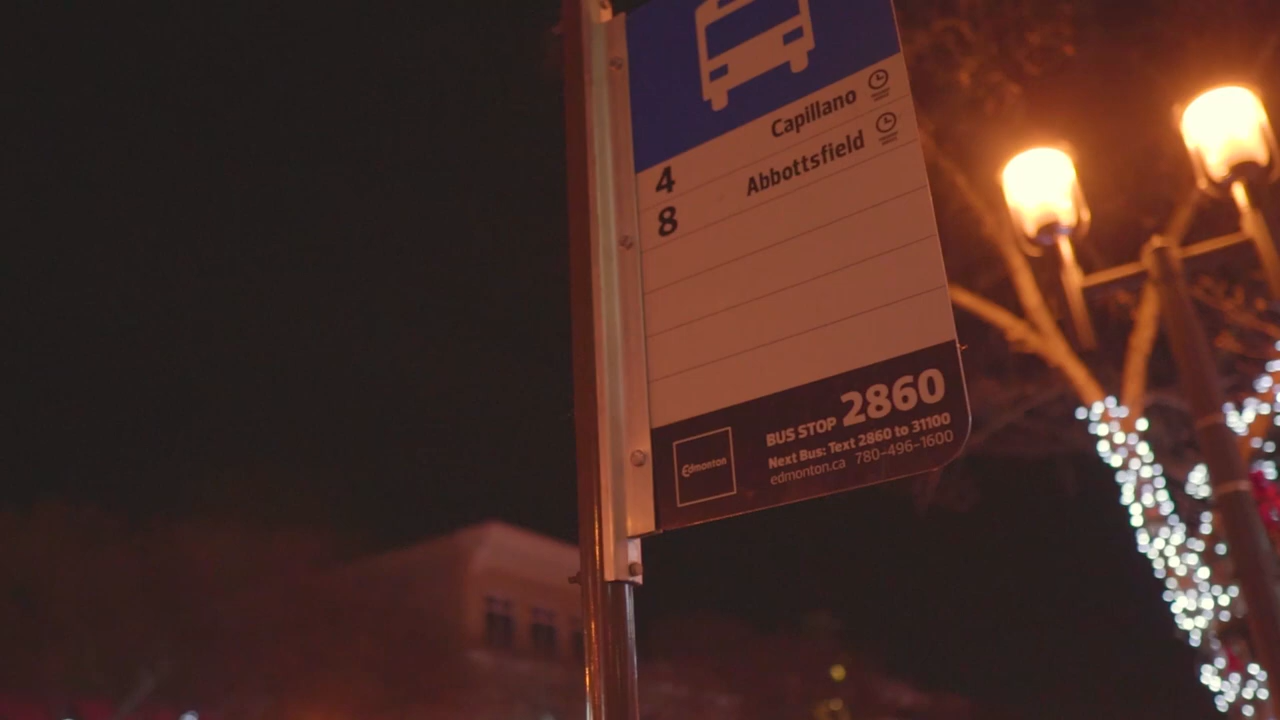 4 Capillano
8 Abbottsfield
BUS STOP 2860
Next Bus: Text 2860 to 31100
edmonton.ca 780-496-1600
Edmonton